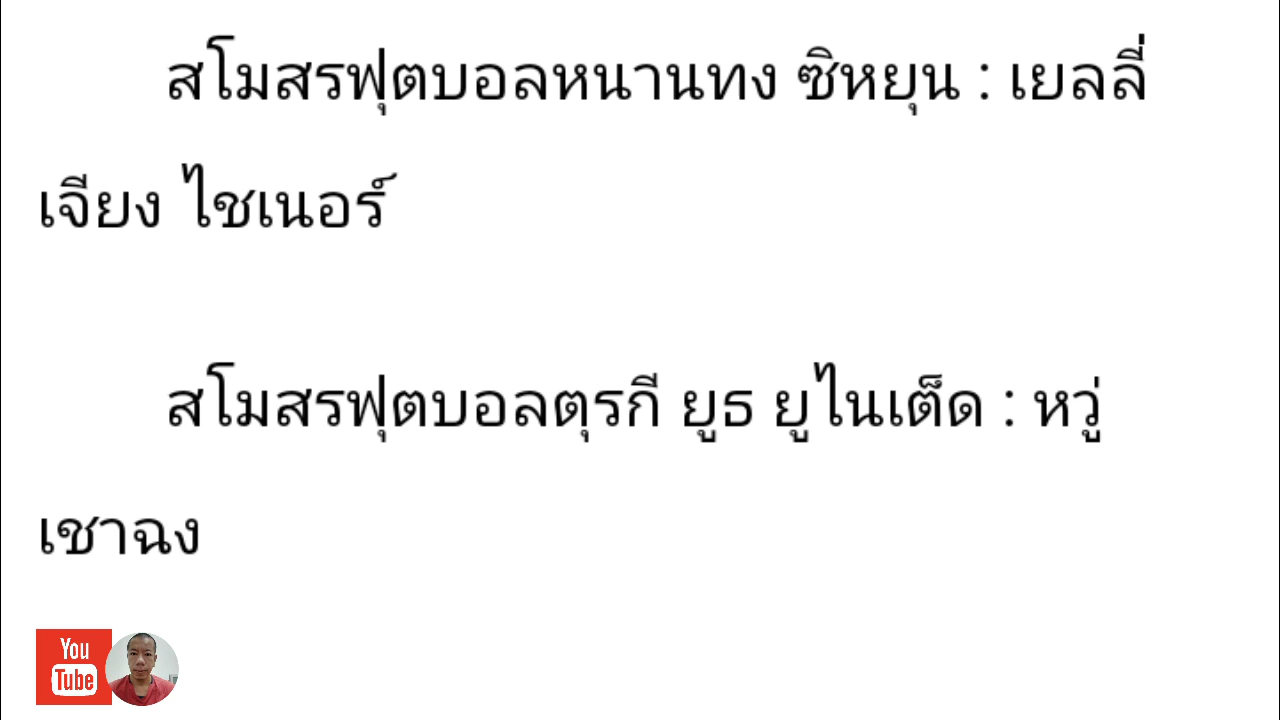 สโมสรฟุตบอลหนานทง ซิหยุน : เยลลี่
เจียง ไชเนอร์
สโมสรฟุตบอลตุรกี ยูธ ยูไนเต็ด : หวู่
เชาฉง
You
Tube